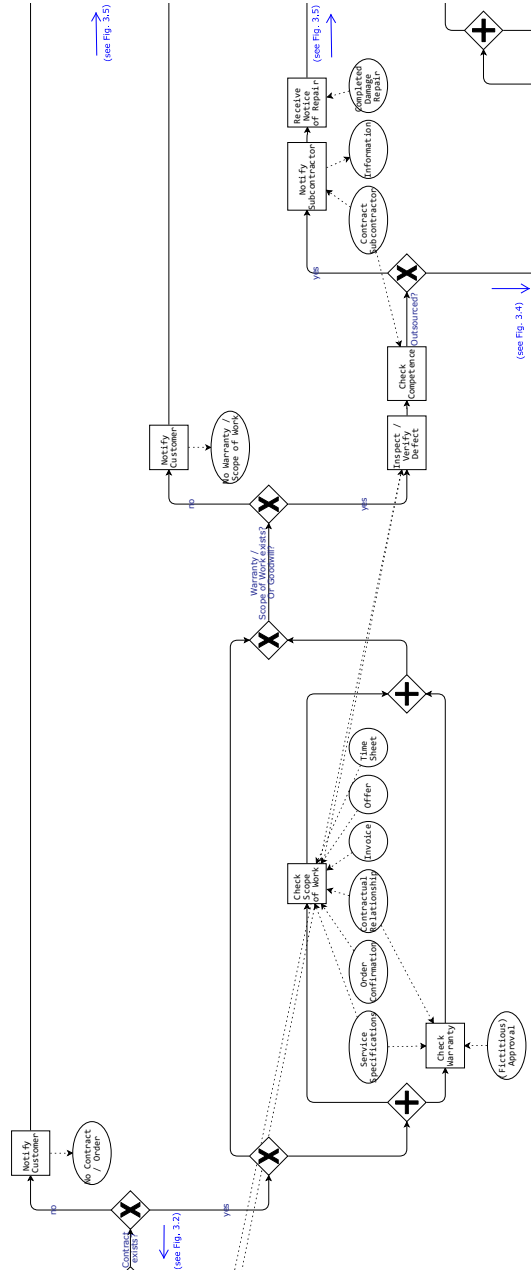 Contract
exists?
no
yes
(see Fig. 3.2)
Notify
Customer
No Contract
/ Order
(Fictitious)
Approval
Check
Warranty
Service
Specifications
Order
Confirmation
Contractual
Relationship
Invoice
Offer
Time
Sheet
Check
Scope
of Work
Warranty /
Scope of Work exists?
Or Goodwill?
no
yes
Notify
Customer
No Warranty /
Scope of Work
Inspect /
Verify
Defect
Check
Competence
Outsourced?
yes
(see Fig. 3.4)
Contract
Subcontractor
Notify
Subcontractor
Information
Receive
Notice
of Repair
Completed
Damage
Repair
(see Fig. 3.5)
(see Fig. 3.5)